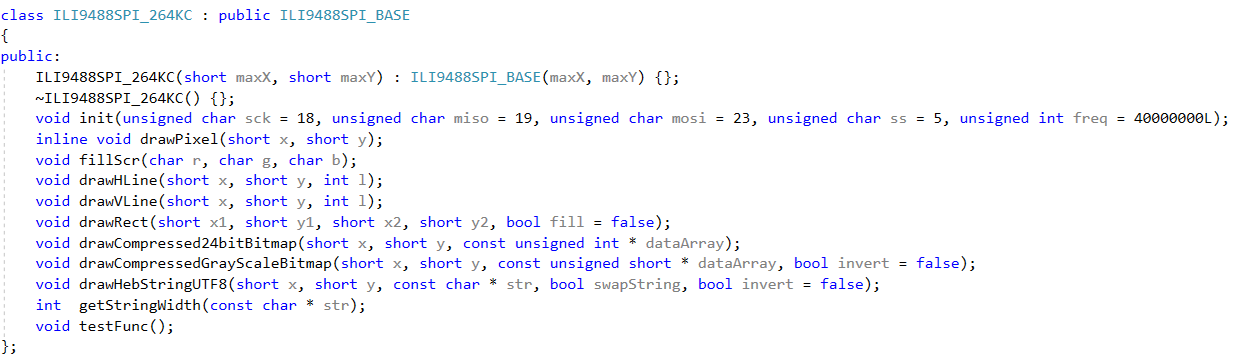 class ILI9488SPI_264KC : public ILI9488SPI_BASE
{
public:
    ILI9488SPI_264KC(short maxX, short maxY) : ILI9488SPI_BASE(maxX, maxY) {};
    ~ILI9488SPI_264KC() {};
    void init(unsigned char sck = 18, unsigned char miso = 19, unsigned char mosi = 23, unsigned char ss = 5, unsigned int freq = 40000000L);
    inline void drawPixel(short x, short y);
    void fillScr(char r, char g, char b);
    void drawHLine(short x, short y, int l);
    void drawVLine(short x, short y, int l);
    void drawRect(short x1, short y1, short x2, short y2, bool fill = false);
    void drawCompressed24bitBitmap(short x, short y, const unsigned int * dataArray);
    void drawCompressedGrayScaleBitmap(short x, short y, const unsigned short * dataArray, bool invert = false);
    void drawHebStringUTF8(short x, short y, const char * str, bool swapString, bool invert = false);
    int  getStringWidth(const char * str);
    void testFunc();
};